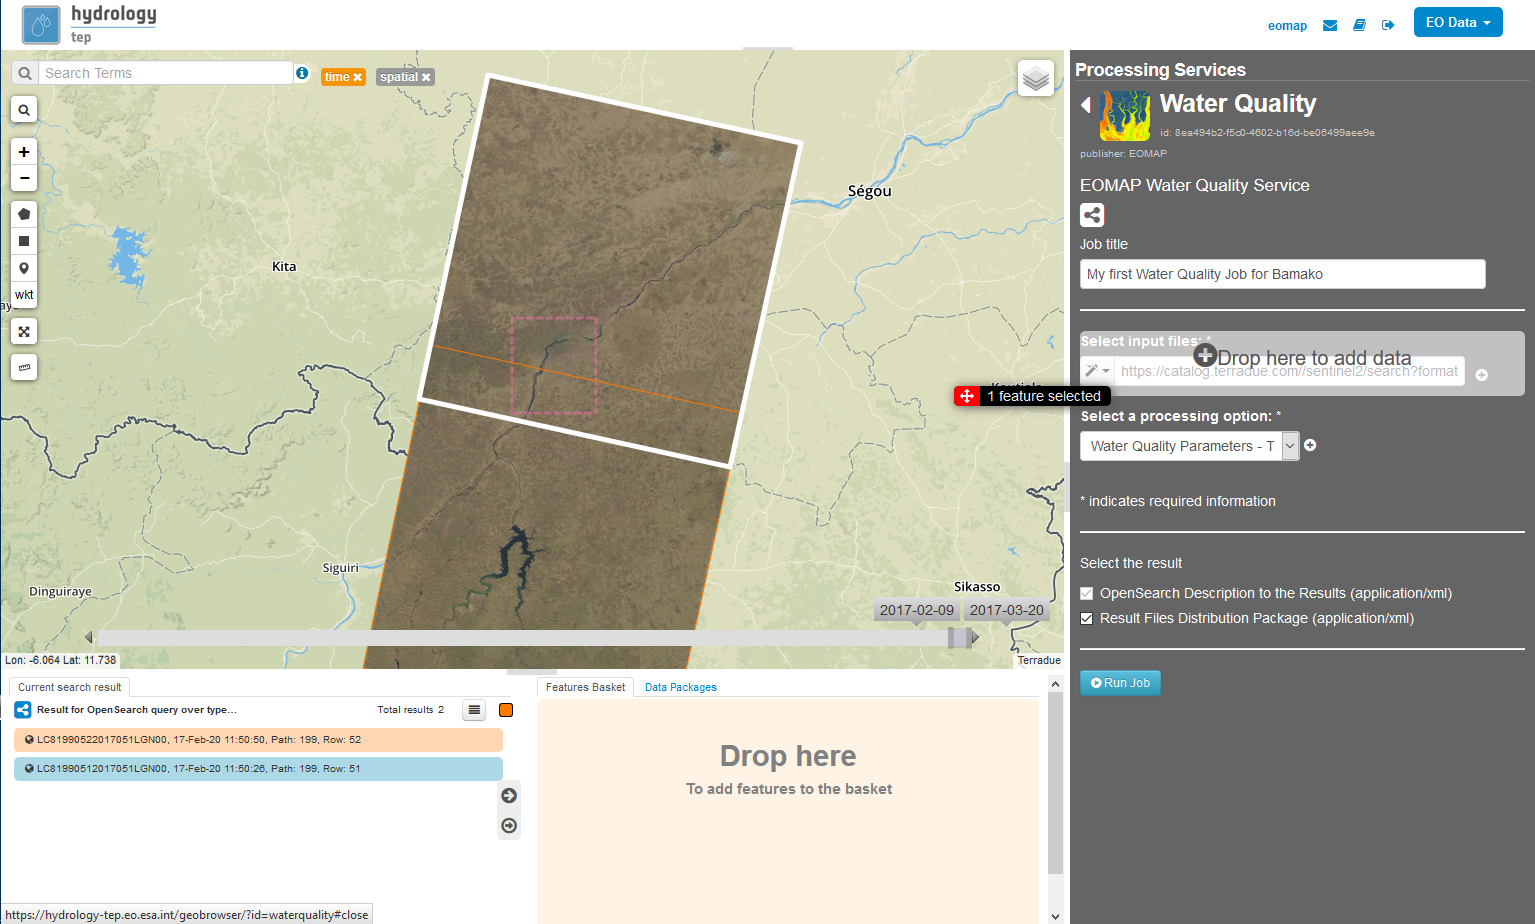 hydrology
tep
eomap
EO Data
Search Terms
time
spatial
wkt
Kita
Ségou
Siguiri
Dinguiraye
Sikasso
2017-02-09
2017-03-20
Lon: -6.064 Lat: 11.738
Terradue
1 feature selected
Processing Services
Water Quality
id: 8ea494b2-f5c0-4602-b16d-be06499aee9e
publisher: EOMAP
EOMAP Water Quality Service
Job title
My first Water Quality Job for Bamako
Select input files: *
Drop here to add data
https://catalog.terradue.com//sentinel2/search?format
Select a processing option: *
Water Quality Parameters - T
* indicates required information
Select the result
OpenSearch Description to the Results (application/xml)
Result Files Distribution Package (application/xml)
Run Job
Current search result
Result for OpenSearch query over type...
Total results 2
LC81990522017051LGN00, 17-Feb-20 11:50:50, Path: 199, Row: 52
LC81990512017051LGN00, 17-Feb-20 11:50:26, Path: 199, Row: 51
Features Basket
Data Packages
Drop here
To add features to the basket
https://hydrology-tep.eo.esa.int/geobrowser/?id=waterquality#close